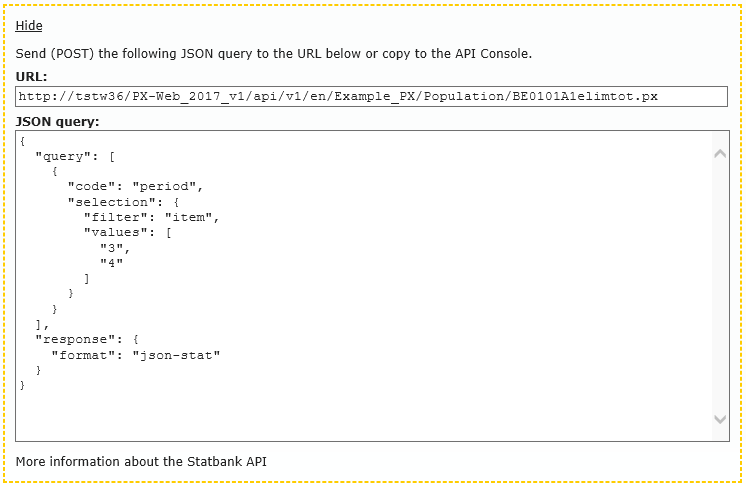 Hide
Send (POST) the following JSON query to the URL below or copy to the API Console.
URL:
http://tstw36/PX-Web_2017_v1/api/v1/en/Example_PX/Population/BE0101A1elimtot.px
JSON query:
{
  "query": [
    {
      "code": "period",
      "selection": {
        "filter": "item",
        "values": [
          "3",
          "4"
        ]
      }
    }
  ],
  "response": {
    "format": "json-stat"
  }
}
More information about the Statbank API